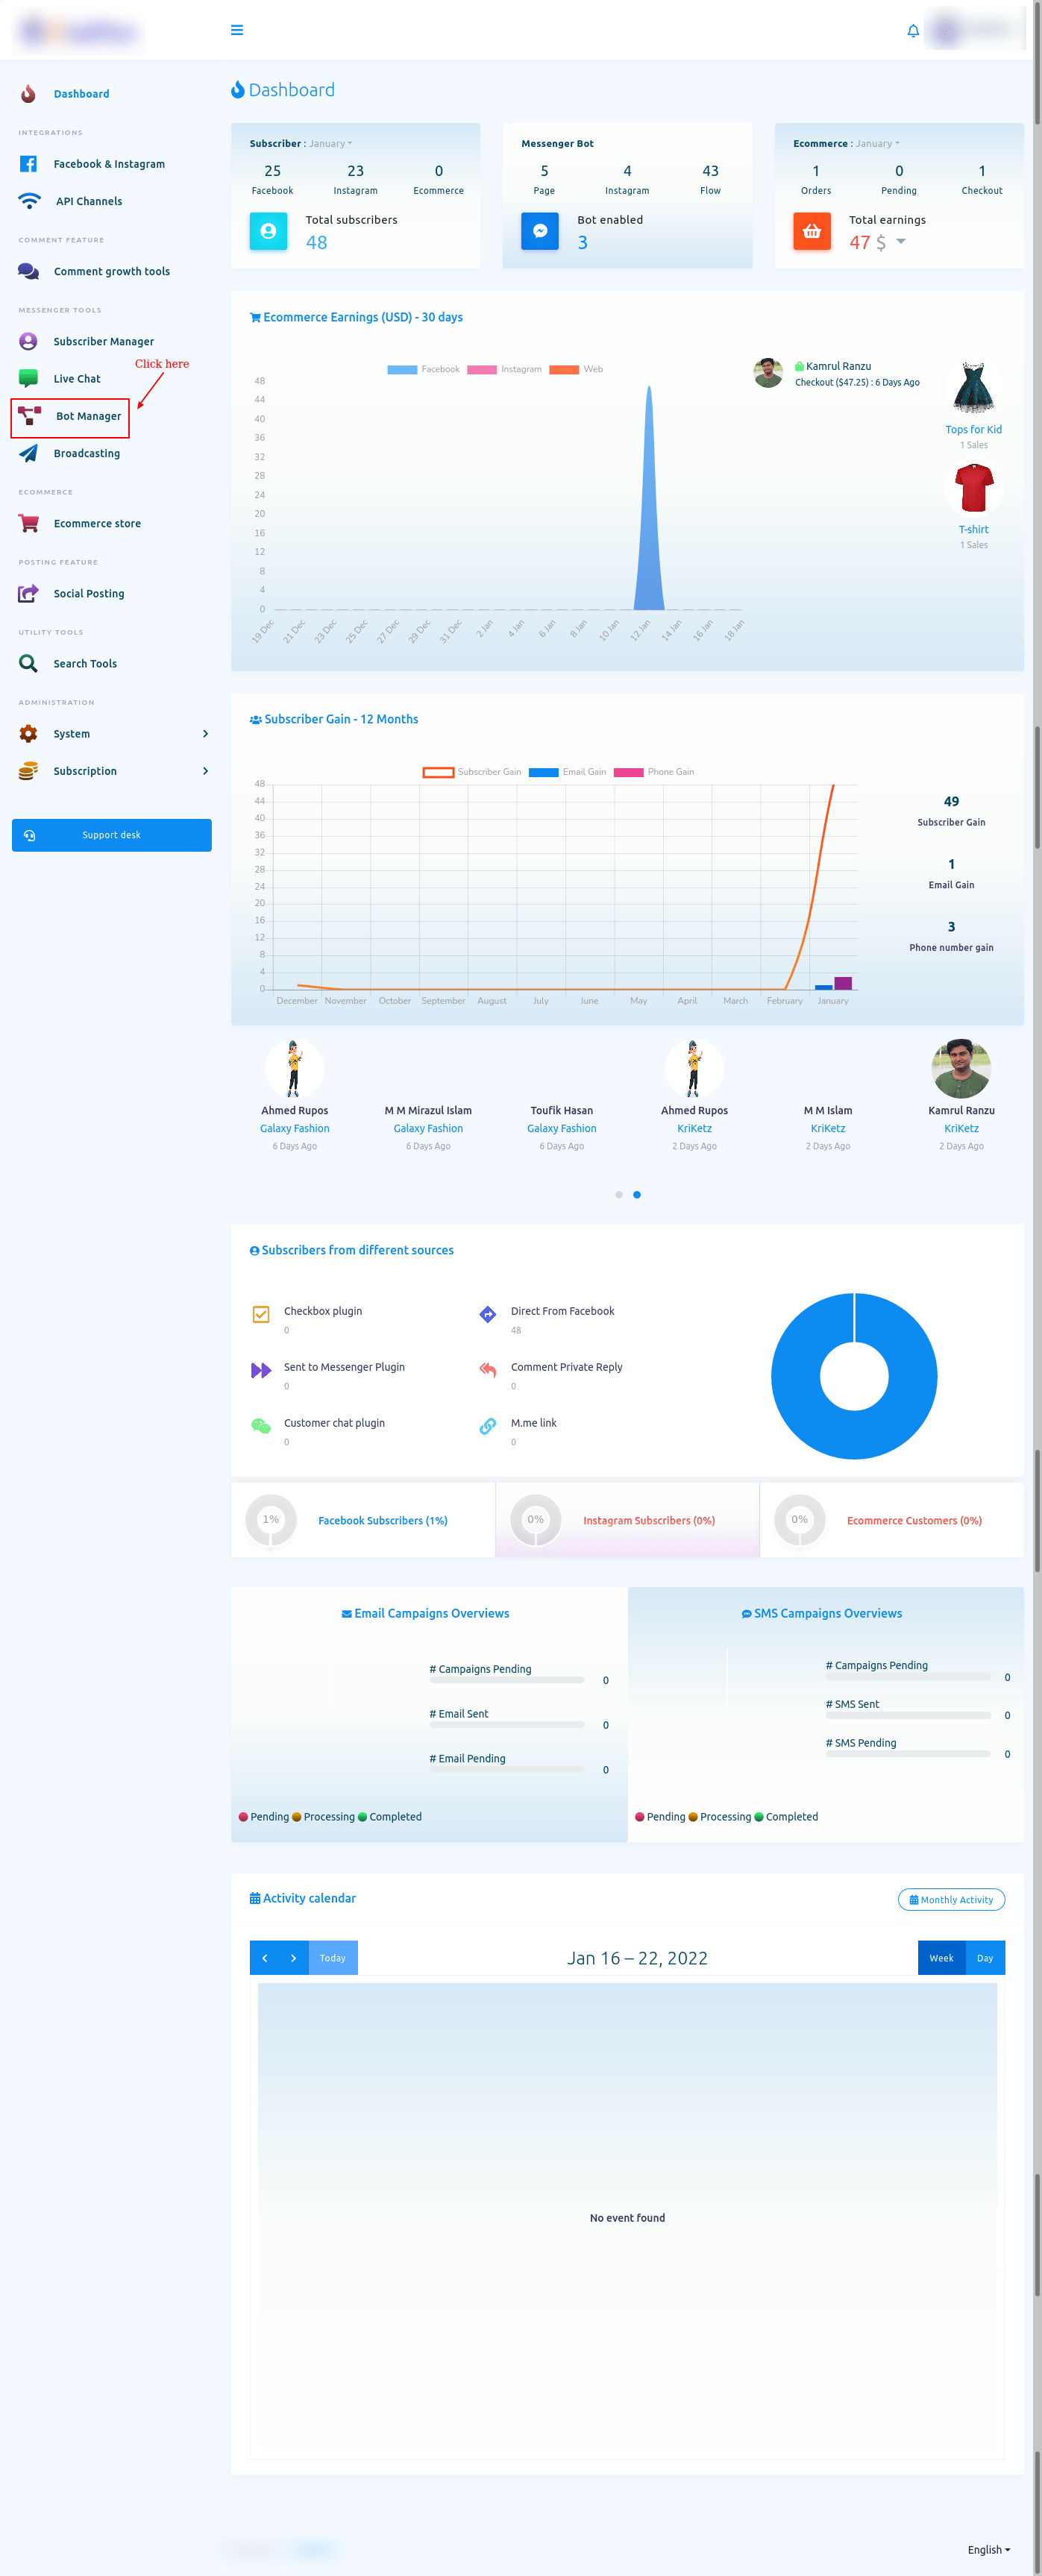 Dashboard
Dashboard
INTEGRATIONS
Facebook & Instagram
API Channels
COMMENT FEATURE
Comment growth tools
MESSENGER TOOLS
Subscriber Manager
Click here
Live Chat
Bot Manager
Broadcasting
ECOMMERCE
Ecommerce store
POSTING FEATURE
Social Posting
UTILITY TOOLS
Search Tools
ADMINISTRATION
System
Subscription
Support desk
Subscriber : January
25 23 0
Facebook Instagram Ecommerce
Total subscribers
48
Messenger Bot
5 4 43
Page Instagram Flow
Bot enabled
3
Ecommerce : January
1 0 1
Orders Pending Checkout
Total earnings
47 $
Ecommerce Earnings (USD) - 30 days
Facebook Instagram Web
48
44
40
36
32
28
24
20
16
12
8
4
0
19 Dec 21 Dec 23 Dec 25 Dec 27 Dec 29 Dec 31 Dec 2 Jan 4 Jan 6 Jan 8 Jan 10 Jan 12 Jan 14 Jan 16 Jan 18 Jan
Kamrul Ranzu
Checkout ($47.25) : 6 Days Ago
Tops for Kid
1 Sales
T-shirt
1 Sales
Subscriber Gain - 12 Months
Subscriber Gain Email Gain Phone Gain
48
44
40
36
32
28
24
20
16
12
8
4
0
December November October September August July June May April March February January
49
Subscriber Gain
1
Email Gain
3
Phone number gain
Ahmed Rupos M M Mirazul Islam Toufik Hasan Ahmed Rupos M M Islam Kamrul Ranzu
Galaxy Fashion Galaxy Fashion Galaxy Fashion KriKetz KriKetz KriKetz
6 Days Ago 6 Days Ago 6 Days Ago 2 Days Ago 2 Days Ago 2 Days Ago
Subscribers from different sources
Checkbox plugin Direct From Facebook
0 48
Sent to Messenger Plugin Comment Private Reply
0 0
Customer chat plugin M.me link
0 0
1% Facebook Subscribers (1%) 0% Instagram Subscribers (0%) 0% Ecommerce Customers (0%)
Email Campaigns Overviews
# Campaigns Pending
0
# Email Sent
0
# Email Pending
0
Pending Processing Completed
SMS Campaigns Overviews
# Campaigns Pending
0
# SMS Sent
0
# SMS Pending
0
Pending Processing Completed
Activity calendar Monthly Activity
Today Jan 16 – 22, 2022 Week Day
No event found
English